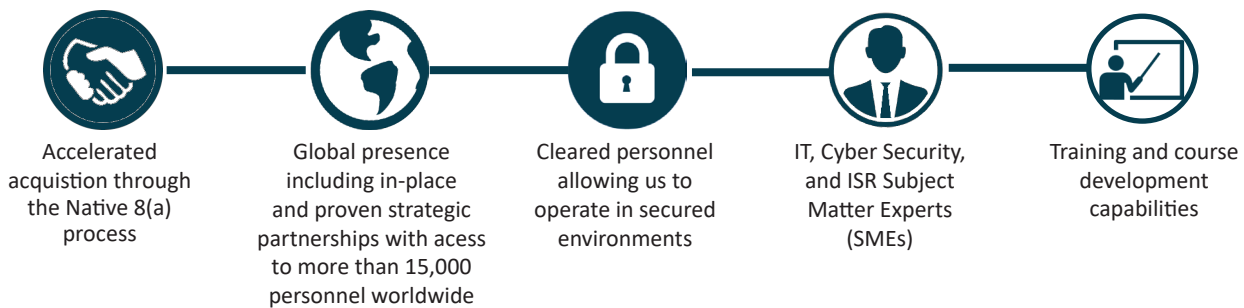 Accelerated
acquistion through
the Native 8(a)
process
Global presence
including in-place
and proven strategic
partnerships with acess
to more than 15,000
personnel worldwide
Cleared personnel
allowing us to
operate in secured
environments
IT, Cyber Security,
and ISR Subject
Matter Experts
(SMEs)
Training and course
development
capabilities